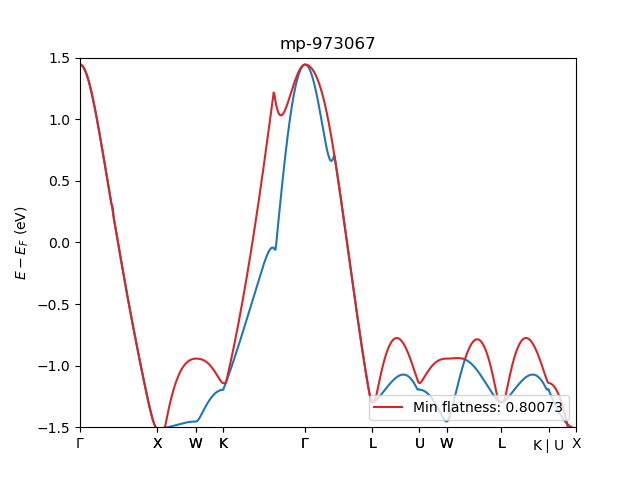 mp-973067
E − E_F (eV)
1.5
1.0
0.5
0.0
−0.5
−1.0
−1.5
Min flatness: 0.80073
Γ X W K Γ L U W L K | U X